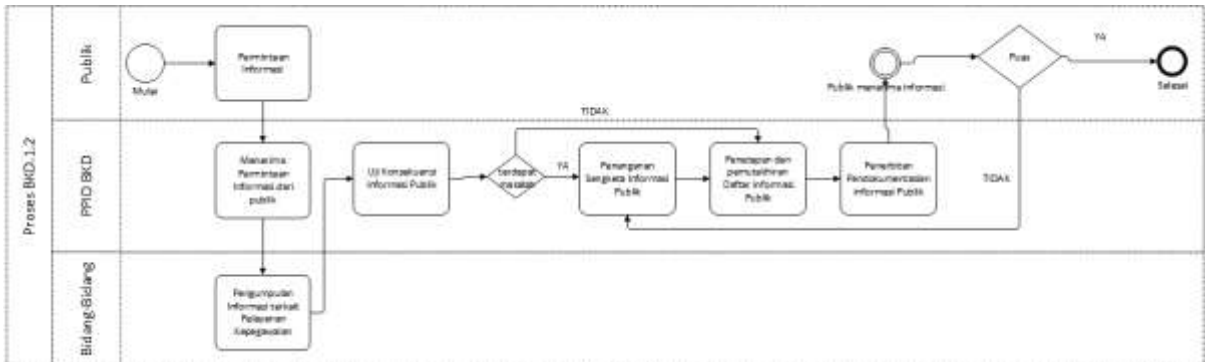 Proses BKD.1.2
Publik
Mulai
Permintaan
Informasi
Publik menerima informasi
Puas
YA
Selesai
TIDAK
PPID BKD
Menerima
Permintaan
Informasi dari
publik
Uji Konsekuensi
Informasi Publik
terdapat
masalah
YA
Penanganan
Sengketa Informasi
Publik
Penetapan dan
pemutakhiran
Daftar Informasi
Publik
Penerbitan
Pendokumentasian
Informasi Publik
TIDAK
Bidang-Bidang
Pengumpulan
Informasi terkait
Pelayanan
Kepegawaian